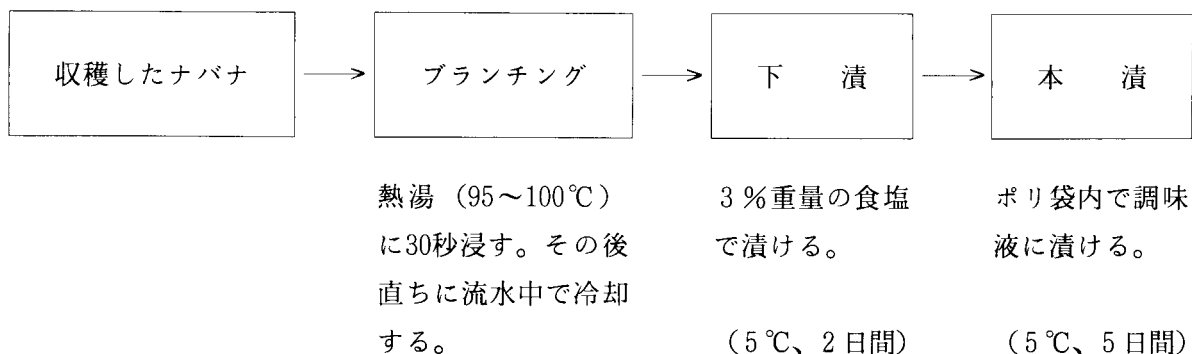 収穫したナバナ
ブランチング
下　漬
本　漬
熱湯（95～100℃）
に30秒浸す。その後
直ちに流水中で冷却
する。
3％重量の食塩
で漬ける。
（5℃、2日間）
ポリ袋内で調味
液に漬ける。
（5℃、5日間）